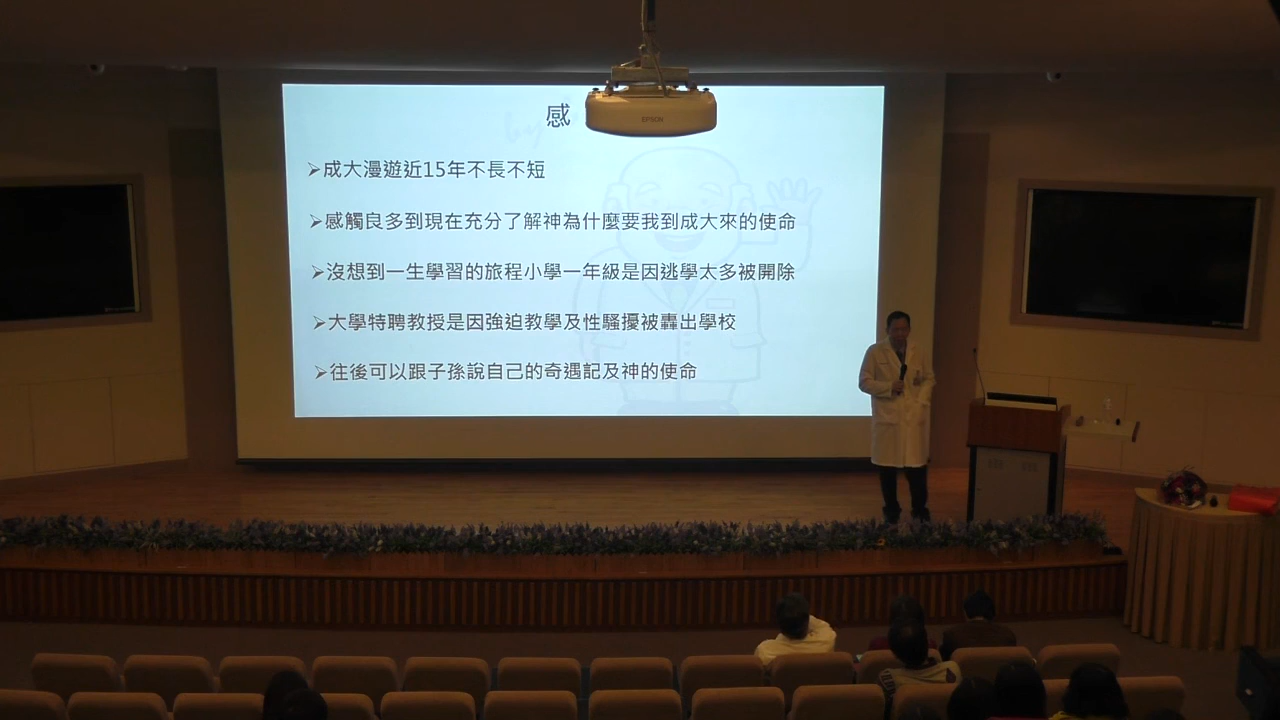 感
EPSON
➢成大漫遊近15年不長不短
➢感觸良多到現在充分了解神為什麼要我到成大來的使命
➢沒想到一生學習的旅程小學一年級是因逃學太多被開除
➢大學特聘教授是因強迫教學及性騷擾被轟出學校
➢往後可以跟子孫說自己的奇遇記及神的使命